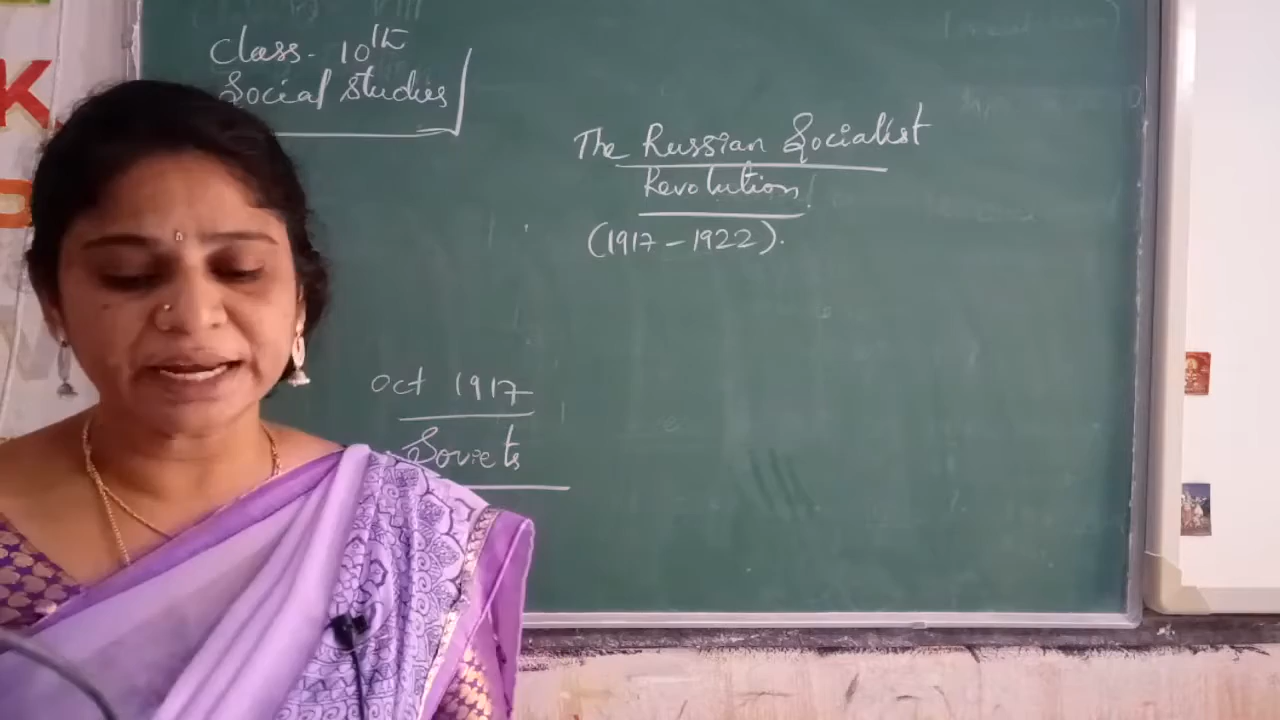 Class - 10th
Social Studies
The Russian Socialist
Revolution
(1917 - 1922).
Oct 1917
Soviets
K